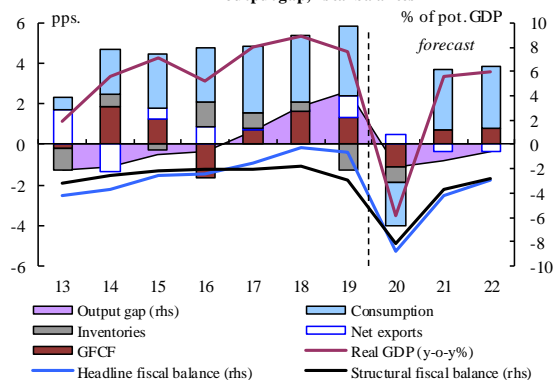 pps.
% of pot. GDP
forecast
6
4
2
0
-2
-4
-6
10
8
6
4
2
0
-2
-4
-6
-8
-10
13 14 15 16 17 18 19 20 21 22
Output gap (rhs) Consumption
Inventories Net exports
GFCF Real GDP (y-o-y%)
Headline fiscal balance (rhs) Structural fiscal balance (rhs)